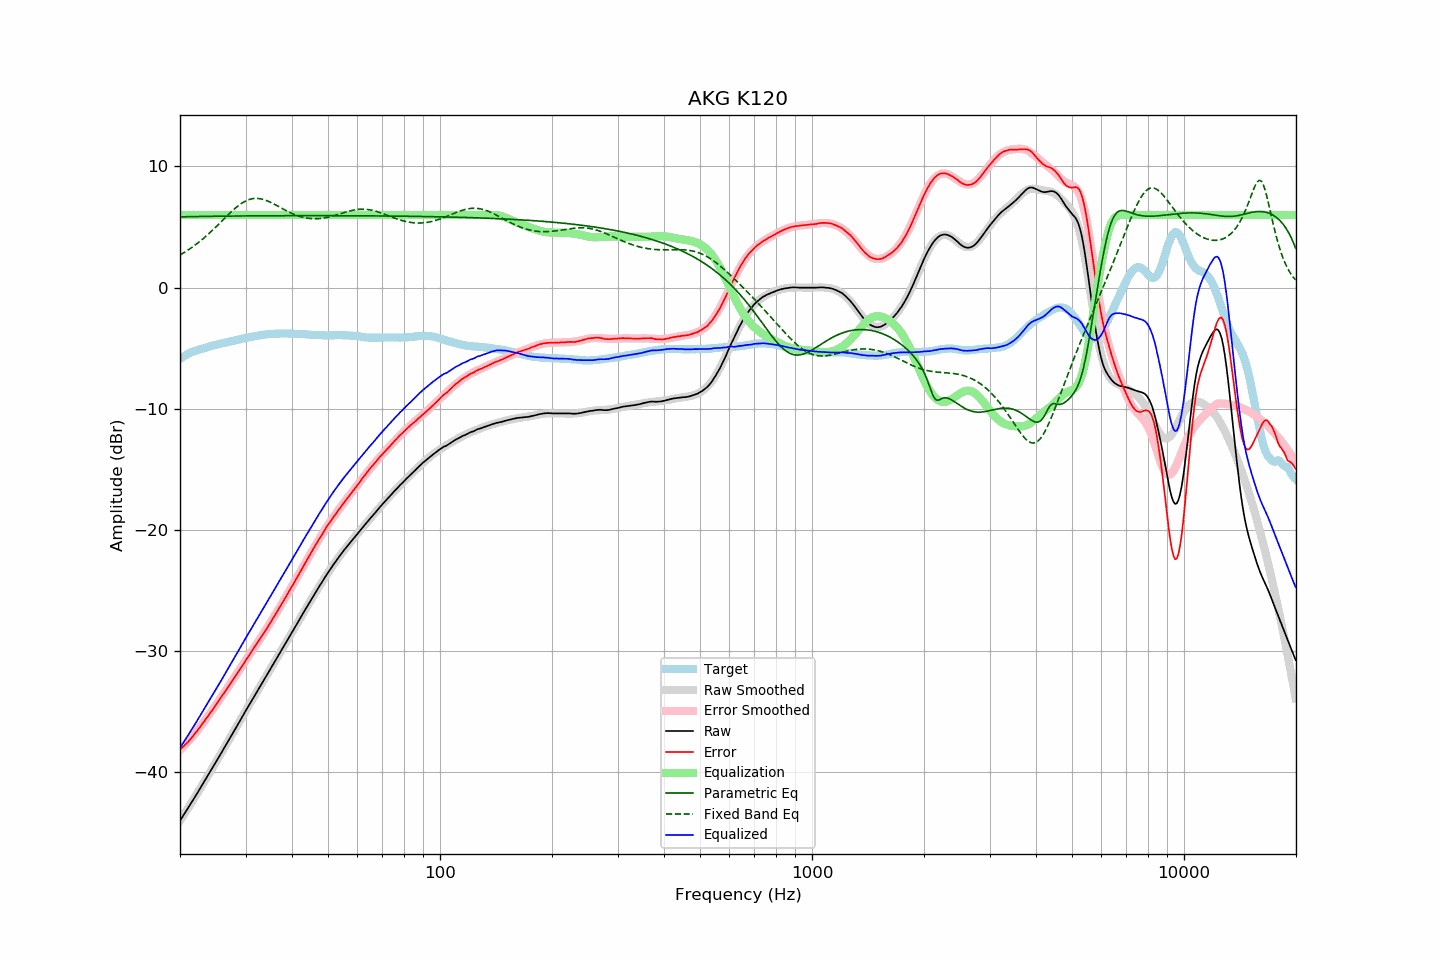 AKG K120
10
0
−10
−20
−30
−40
Amplitude (dBr)
100
1000
10000
Frequency (Hz)
Target
Raw Smoothed
Error Smoothed
Raw
Error
Equalization
Parametric Eq
Fixed Band Eq
Equalized